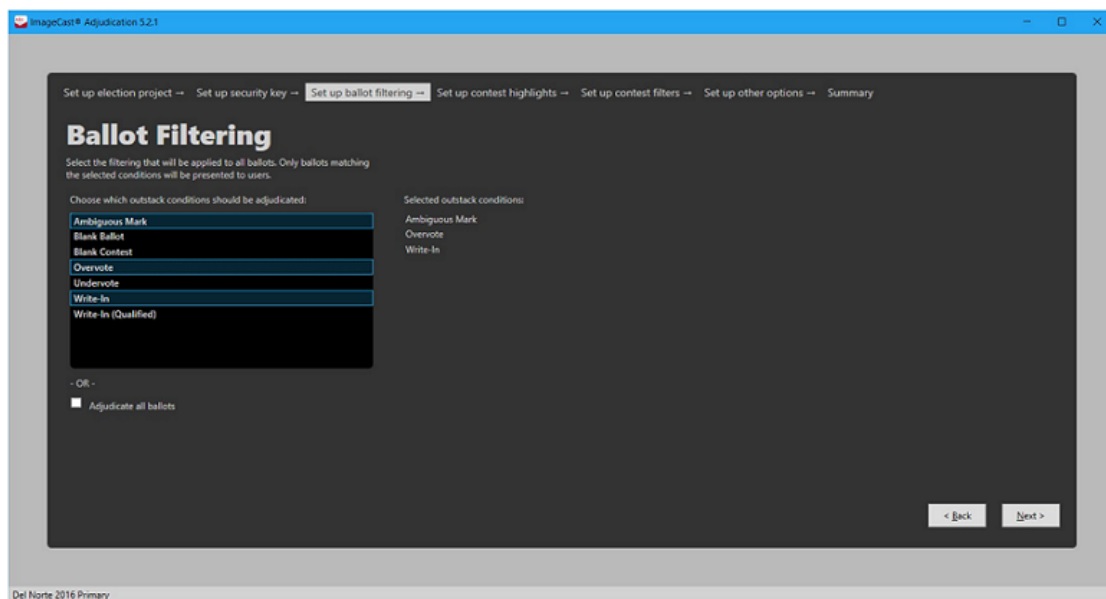 ImageCast® Adjudication 5.2.1
Set up election project → Set up security key → Set up ballot filtering → Set up contest highlights → Set up contest filters → Set up other options → Summary
Ballot Filtering
Select the filtering that will be applied to all ballots. Only ballots matching
the selected conditions will be presented to users.
Choose which outstack conditions should be adjudicated:
Ambiguous Mark
Blank Ballot
Blank Contest
Overvote
Undervote
Write-In
Write-In (Qualified)
- OR -
Adjudicate all ballots
Selected outstack conditions:
Ambiguous Mark
Overvote
Write-In
< Back
Next >
Del Norte 2016 Primary